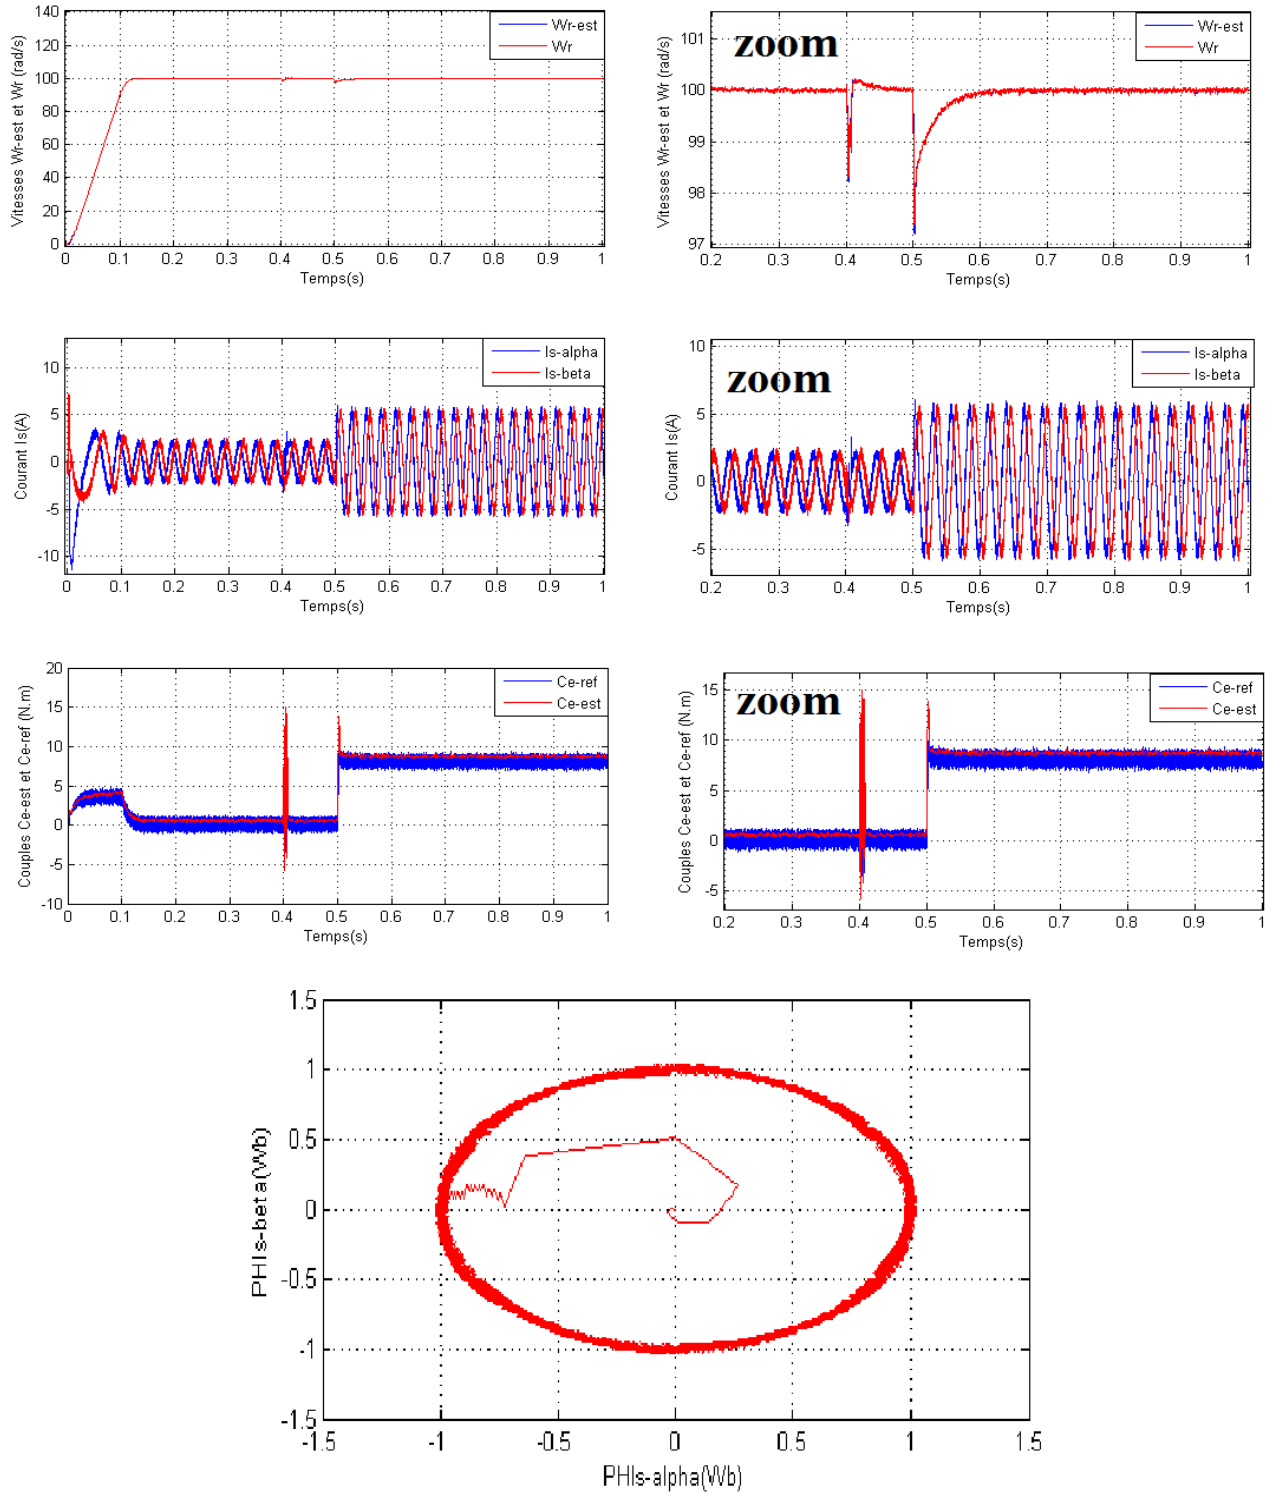 Vitesses Wr-est et Wr (rad/s)
140
120
100
80
60
40
20
0
Wr-est
Wr
0 0.1 0.2 0.3 0.4 0.5 0.6 0.7 0.8 0.9 1
Temps(s)
Vitesses Wr-est et Wr (rad/s)
101
100
99
98
97
zoom
Wr-est
Wr
0.2 0.3 0.4 0.5 0.6 0.7 0.8 0.9 1
Temps(s)
Courant Is(A)
10
5
0
-5
-10
Is-alpha
Is-beta
0 0.1 0.2 0.3 0.4 0.5 0.6 0.7 0.8 0.9 1
Temps(s)
Courant Is(A)
10
5
0
-5
zoom
Is-alpha
Is-beta
0.2 0.3 0.4 0.5 0.6 0.7 0.8 0.9 1
Temps(s)
Couples Ce-est et Ce-ref (N.m)
20
15
10
5
0
-5
-10
Ce-ref
Ce-est
0 0.1 0.2 0.3 0.4 0.5 0.6 0.7 0.8 0.9 1
Temps(s)
Couples Ce-est et Ce-ref (N.m)
15
10
5
0
-5
zoom
Ce-ref
Ce-est
0.2 0.3 0.4 0.5 0.6 0.7 0.8 0.9 1
Temps(s)
PHIs-beta(Wb)
1.5
1
0.5
0
-0.5
-1
-1.5
-1.5 -1 -0.5 0 0.5 1 1.5
PHIs-alpha(Wb)